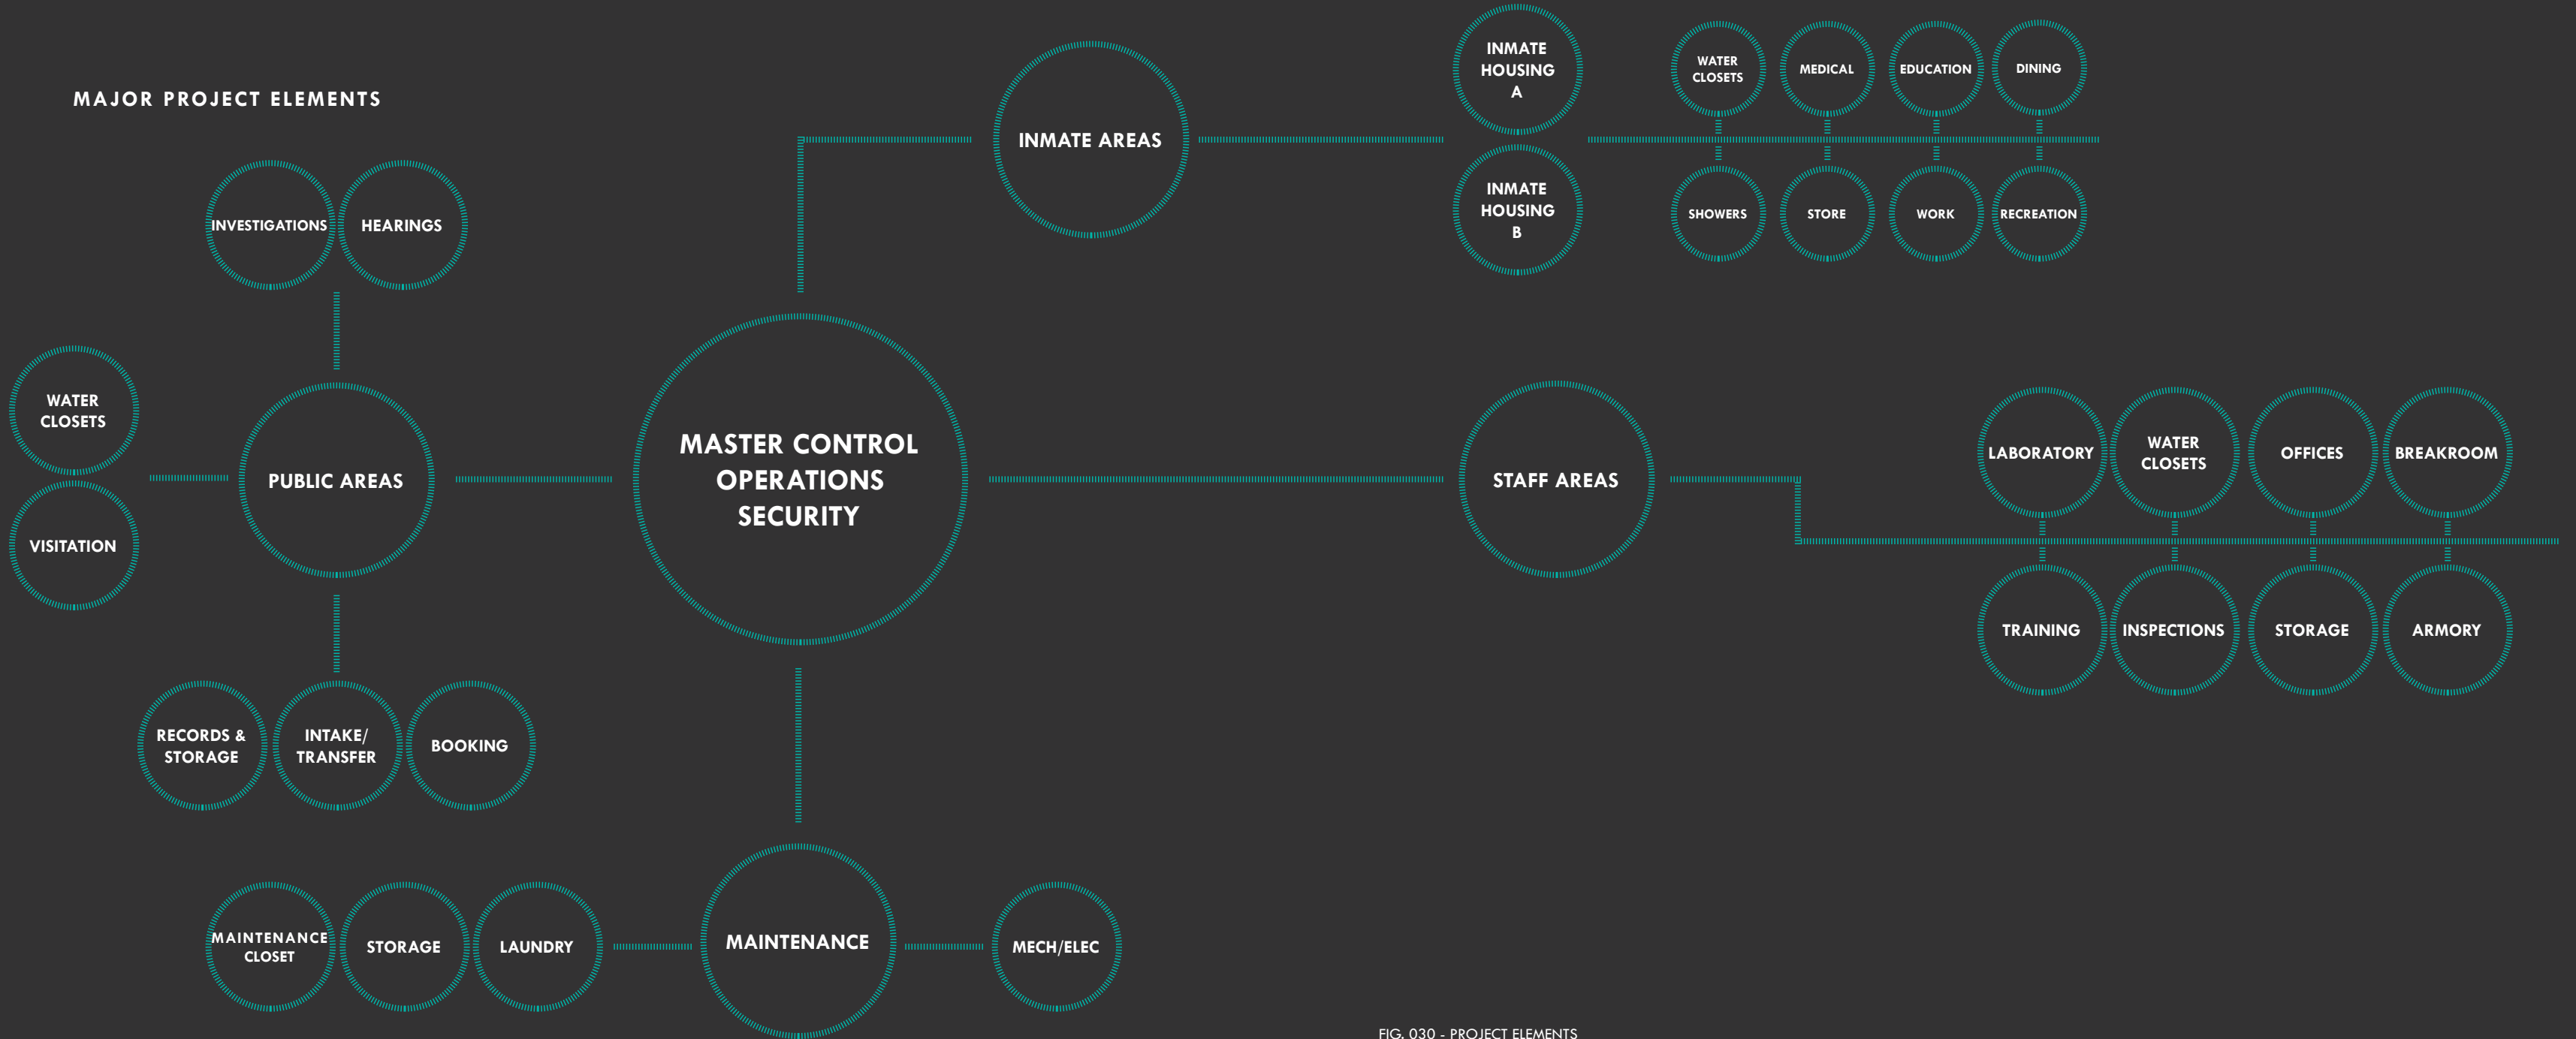 MAJOR PROJECT ELEMENTS
INVESTIGATIONS
HEARINGS
WATER
CLOSETS
VISITATION
PUBLIC AREAS
RECORDS &
STORAGE
INTAKE/
TRANSFER
BOOKING
MASTER CONTROL
OPERATIONS
SECURITY
INMATE AREAS
INMATE
HOUSING
A
INMATE
HOUSING
B
WATER
CLOSETS
MEDICAL
EDUCATION
DINING
SHOWERS
STORE
WORK
RECREATION
STAFF AREAS
LABORATORY
WATER
CLOSETS
OFFICES
BREAKROOM
TRAINING
INSPECTIONS
STORAGE
ARMORY
MAINTENANCE
CLOSET
STORAGE
LAUNDRY
MAINTENANCE
MECH/ELEC
FIG. 030 - PROJECT ELEMENTS